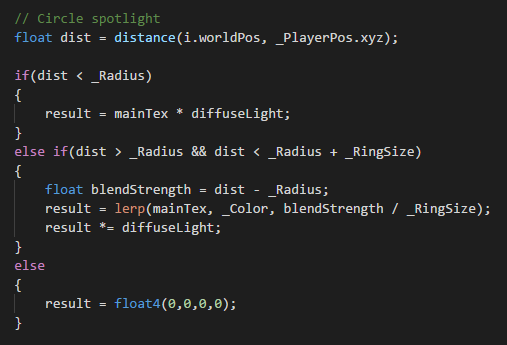 // Circle spotlight
float dist = distance(i.worldPos, _PlayerPos.xyz);

if(dist < _Radius)
{
    result = mainTex * diffuseLight;
}
else if(dist > _Radius && dist < _Radius + _RingSize)
{
    float blendStrength = dist - _Radius;
    result = lerp(mainTex, _Color, blendStrength / _RingSize);
    result *= diffuseLight;
}
else
{
    result = float4(0,0,0,0);
}